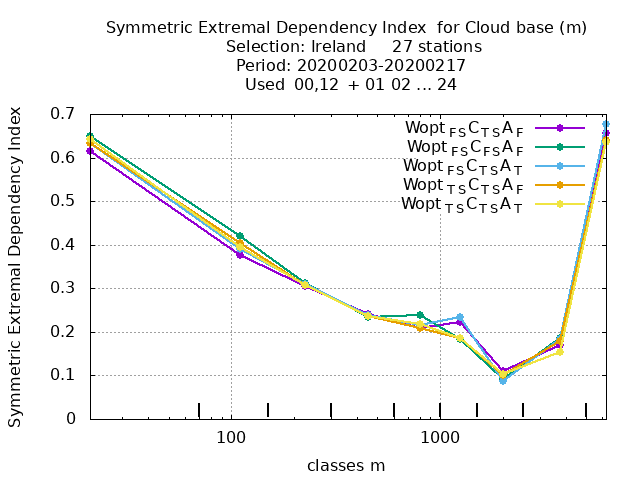 Symmetric Extremal Dependency Index for Cloud base (m)
Selection: Ireland 27 stations
Period: 20200203-20200217
Used 00,12 + 01 02 ... 24
Symmetric Extremal Dependency Index
0.7
0.6
0.5
0.4
0.3
0.2
0.1
0
Wopt FS C TS A F
Wopt FS C FS A F
Wopt FS C TS A T
Wopt TS C TS A F
Wopt TS C TS A T
100 1000
classes m